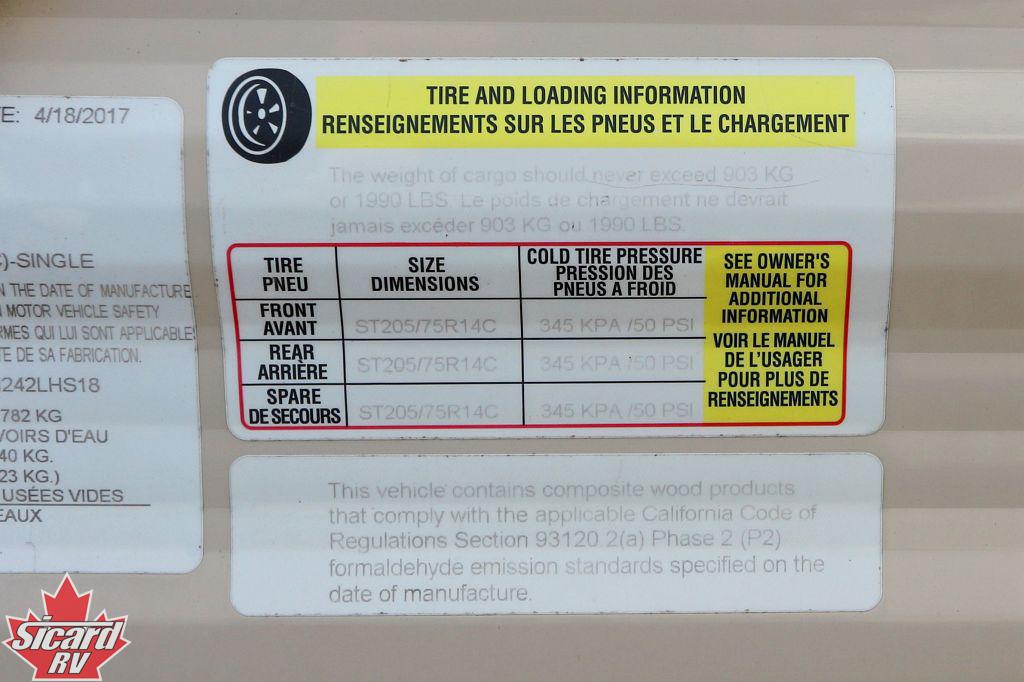 E: 4/18/2017
)-SINGLE
N THE DATE OF MANUFACTURE
MOTOR VEHICLE SAFETY
RMES QUI LUI SONT APPLICABLES
TE DE SA FABRICATION.
242LHS18
782 KG
VOIRS D'EAU
40 KG.
23 KG.)
USÉES VIDES
EAUX
TIRE AND LOADING INFORMATION
RENSEIGNEMENTS SUR LES PNEUS ET LE CHARGEMENT
The weight of cargo should never exceed 903 KG
or 1990 LBS. Le poids de chargement ne devrait
jamais excéder 903 KG ou 1990 LBS.
TIRE
PNEU
SIZE
DIMENSIONS
COLD TIRE PRESSURE
PRESSION DES
PNEUS A FROID
FRONT
AVANT
ST205/75R14C
345 KPA /50 PSI
REAR
ARRIÈRE
ST205/75R14C
345 KPA /50 PSI
SPARE
DE SECOURS
ST205/75R14C
345 KPA /50 PSI
SEE OWNER'S
MANUAL FOR
ADDITIONAL
INFORMATION
VOIR LE MANUEL
DE L'USAGER
POUR PLUS DE
RENSEIGNEMENTS
This vehicle contains composite wood products
that comply with the applicable California Code of
Regulations Section 93120.2(a) Phase 2 (P2)
formaldehyde emission standards specified on the
date of manufacture.
Sicard
RV